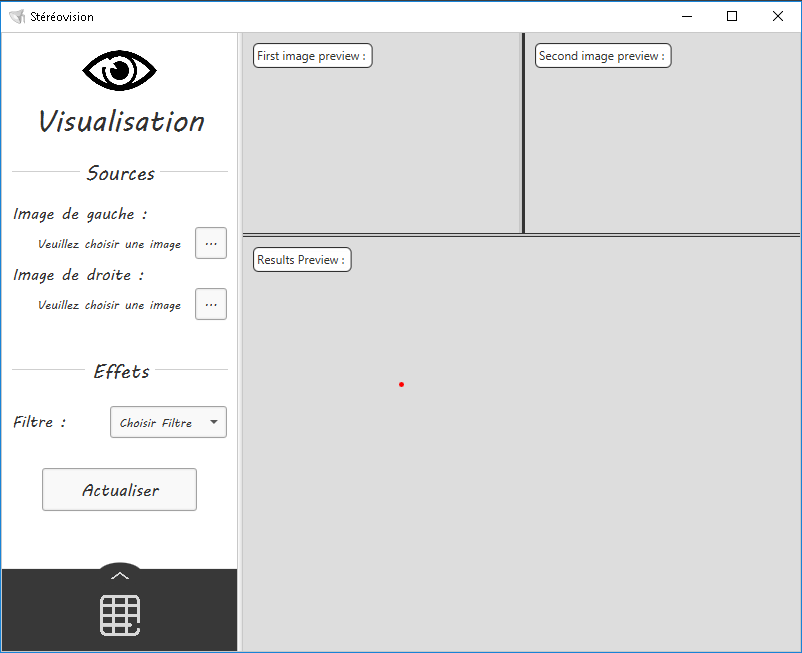 Stéréovision
Visualisation
Sources
Image de gauche :
Veuillez choisir une image
...
Image de droite :
Veuillez choisir une image
...
Effets
Filtre :
Choisir Filtre
Actualiser
First image preview :
Second image preview :
Results Preview :